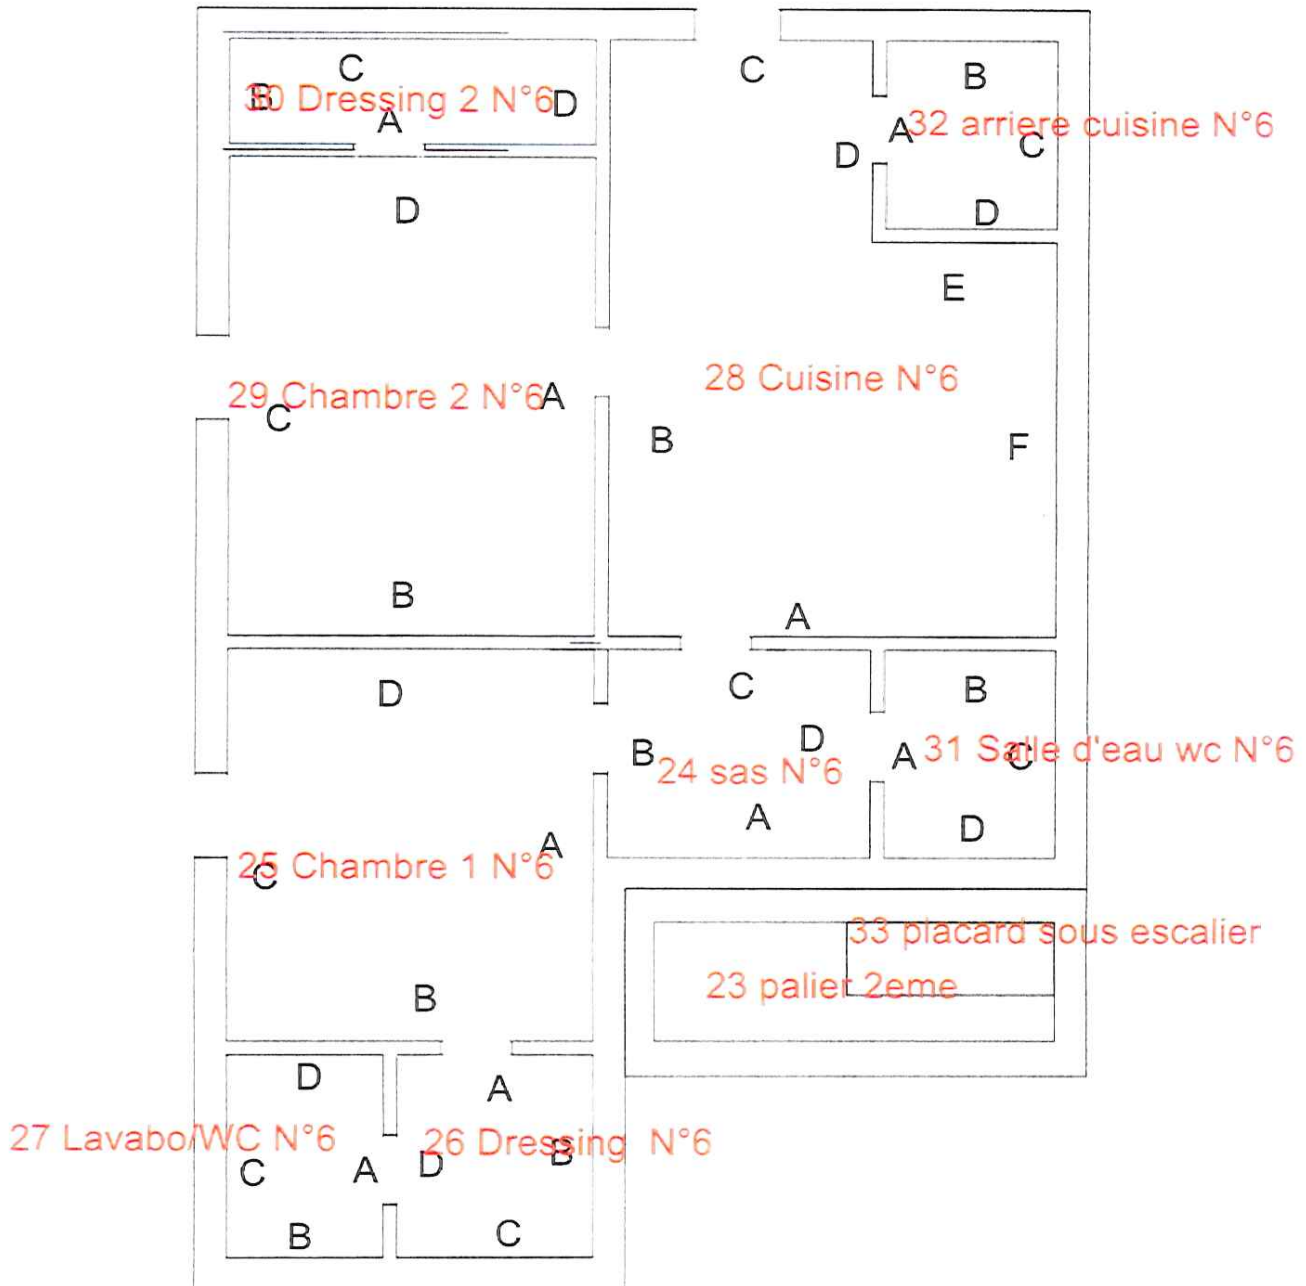 C
B
30 Dressing 2 N°6
D
A
C
B
32 arriere cuisine N°6
A
C
D
D
D
E
29 Chambre 2 N°6
A
C
28 Cuisine N°6
B
F
B
A
D
C
B
B
D
24 sas N°6
A
A
31 Salle d'eau wc N°6
C
D
25 Chambre 1 N°6
A
C
33 placard sous escalier
23 palier 2eme
B
D
A
27 Lavabo/WC N°6
26 Dressing N°6
B
C
A
D
B
C